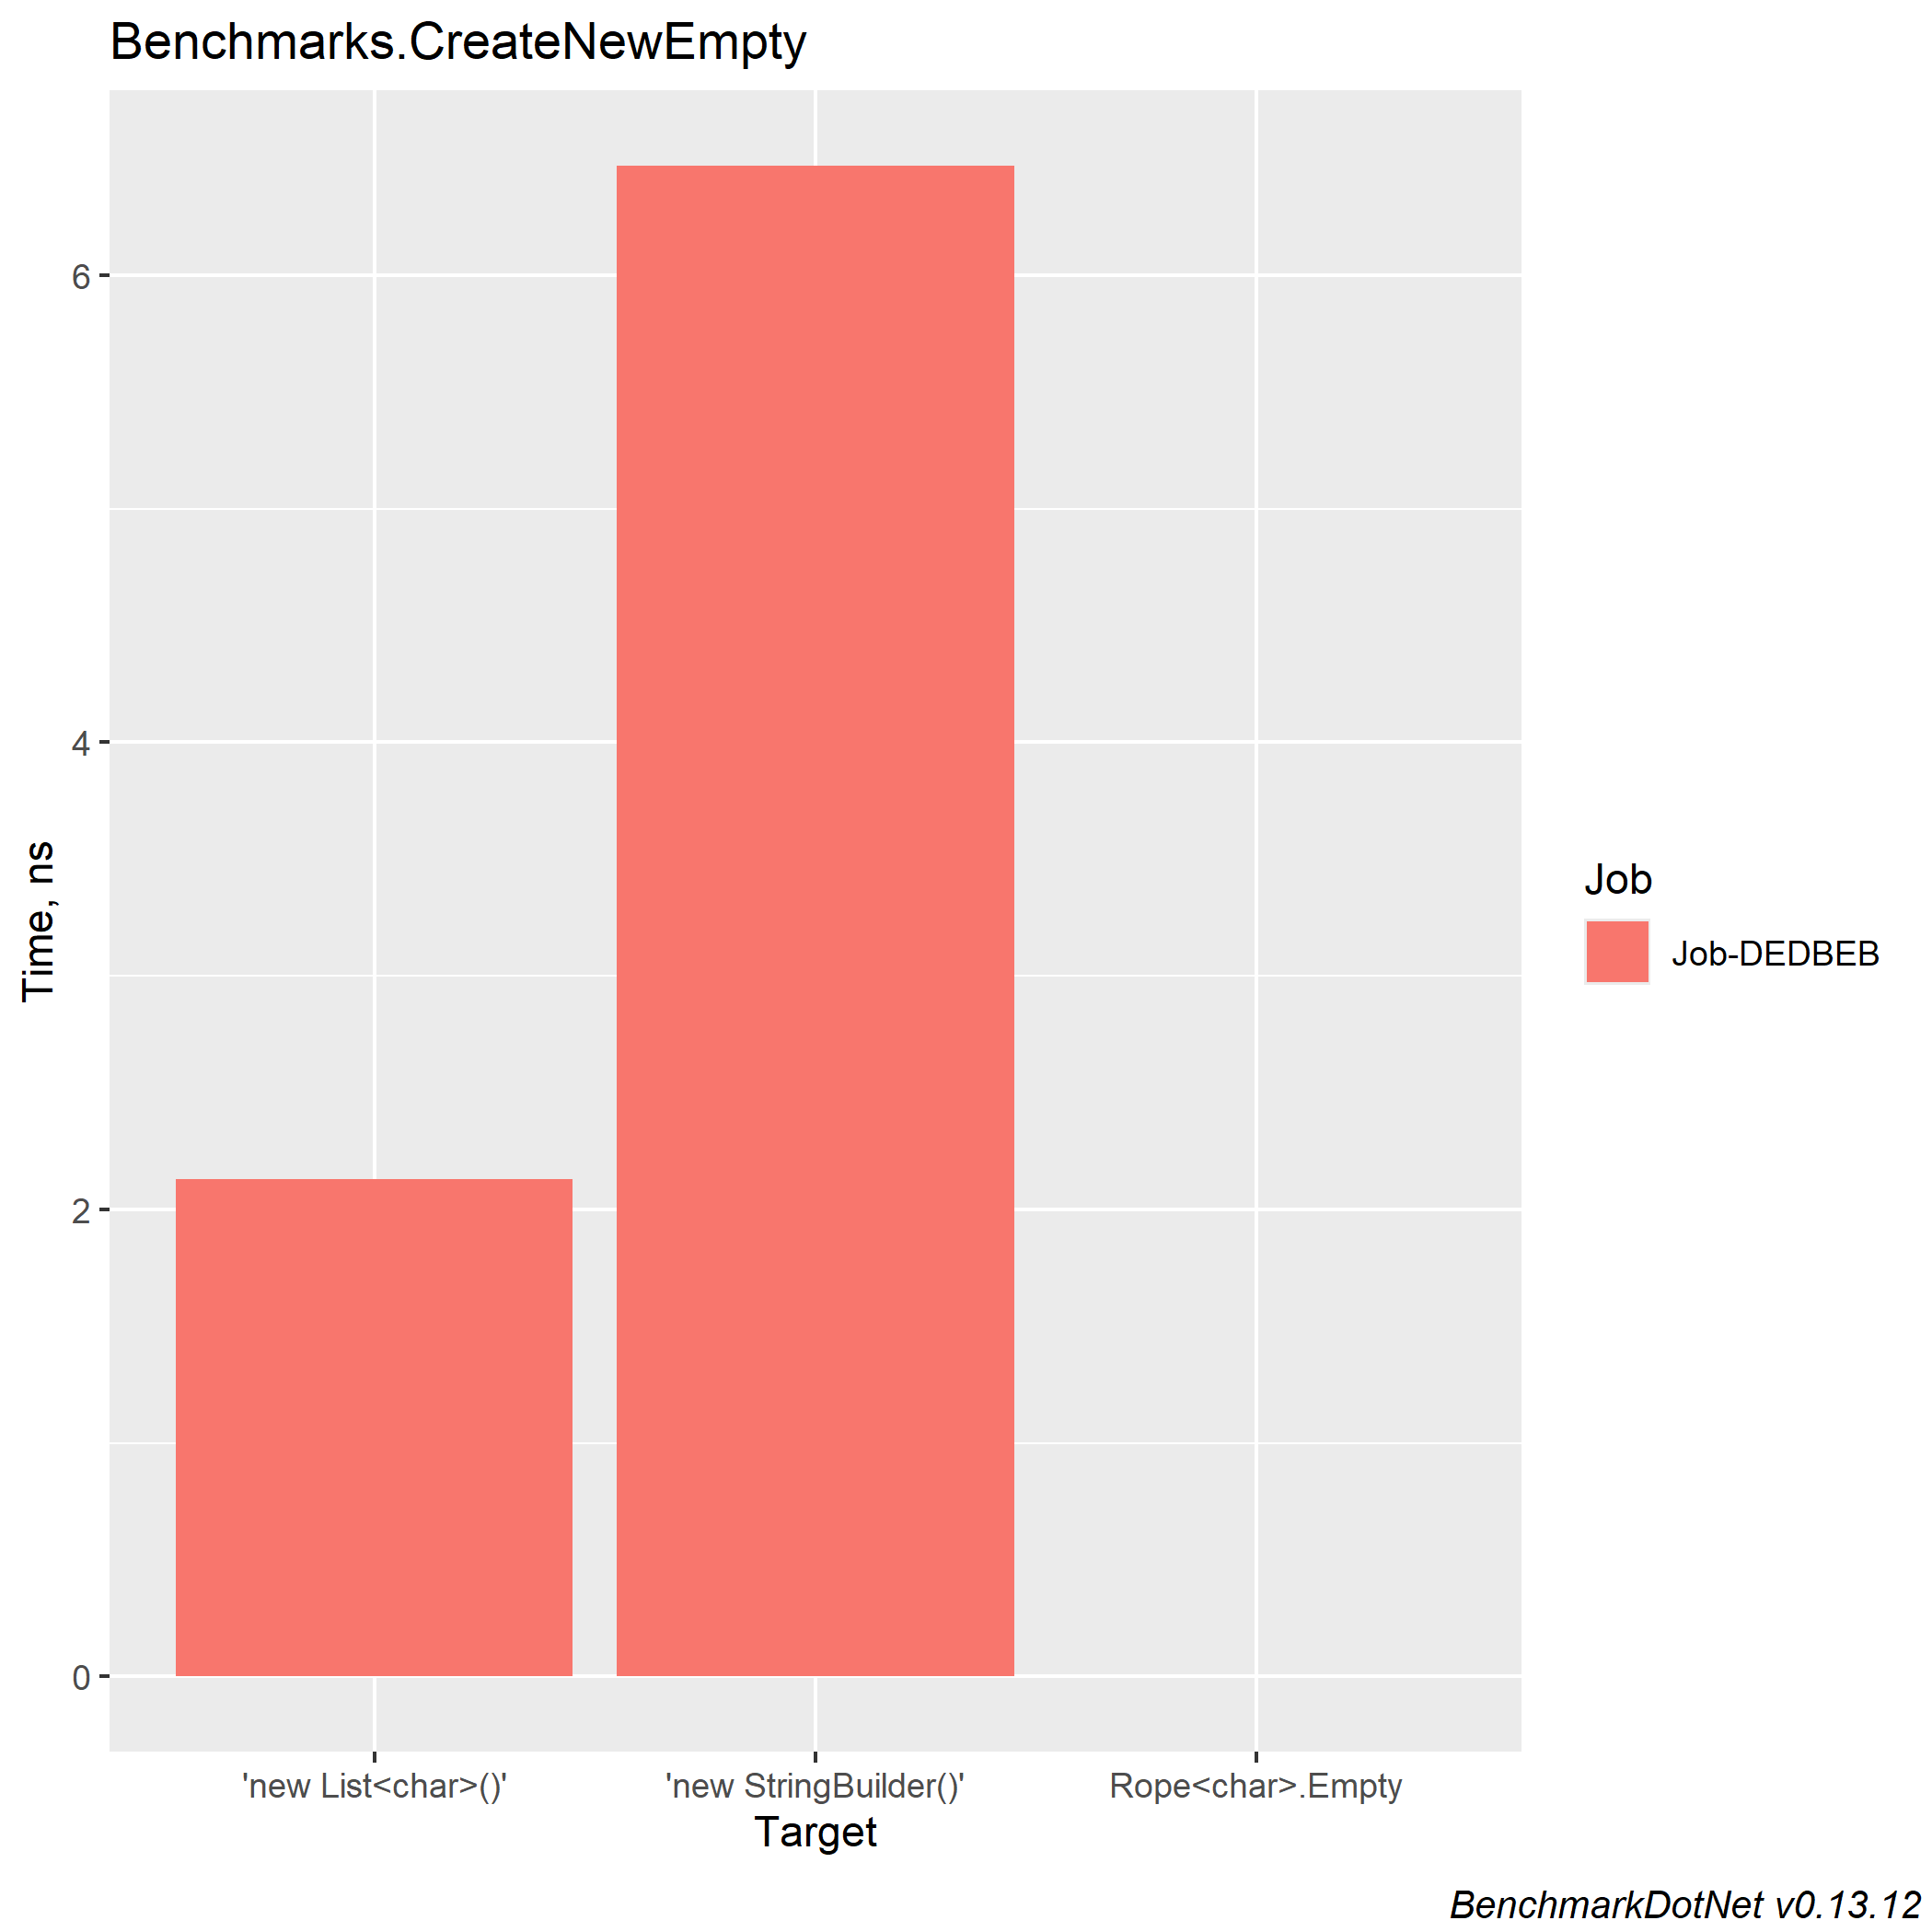 Benchmarks.CreateNewEmpty
6
4
2
0
Time, ns
'new List<char>()'
'new StringBuilder()'
Rope<char>.Empty
Target
Job
Job-DEDBEB
BenchmarkDotNet v0.13.12